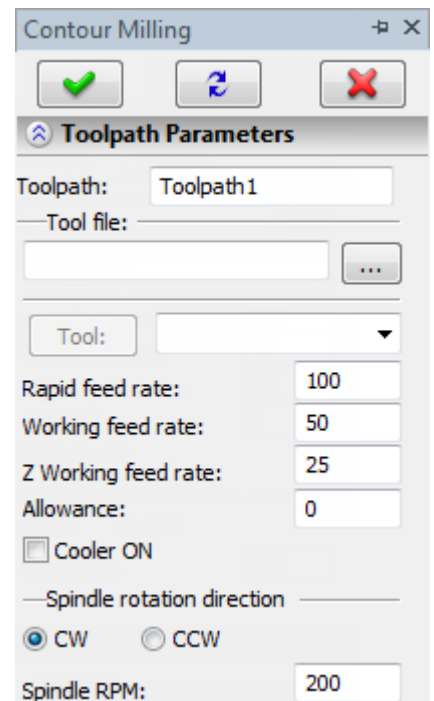 Contour Milling
Toolpath Parameters
Toolpath: Toolpath1
Tool file:
...
Tool:
Rapid feed rate: 100
Working feed rate: 50
Z Working feed rate: 25
Allowance: 0
Cooler ON
Spindle rotation direction
CW CCW
Spindle RPM: 200